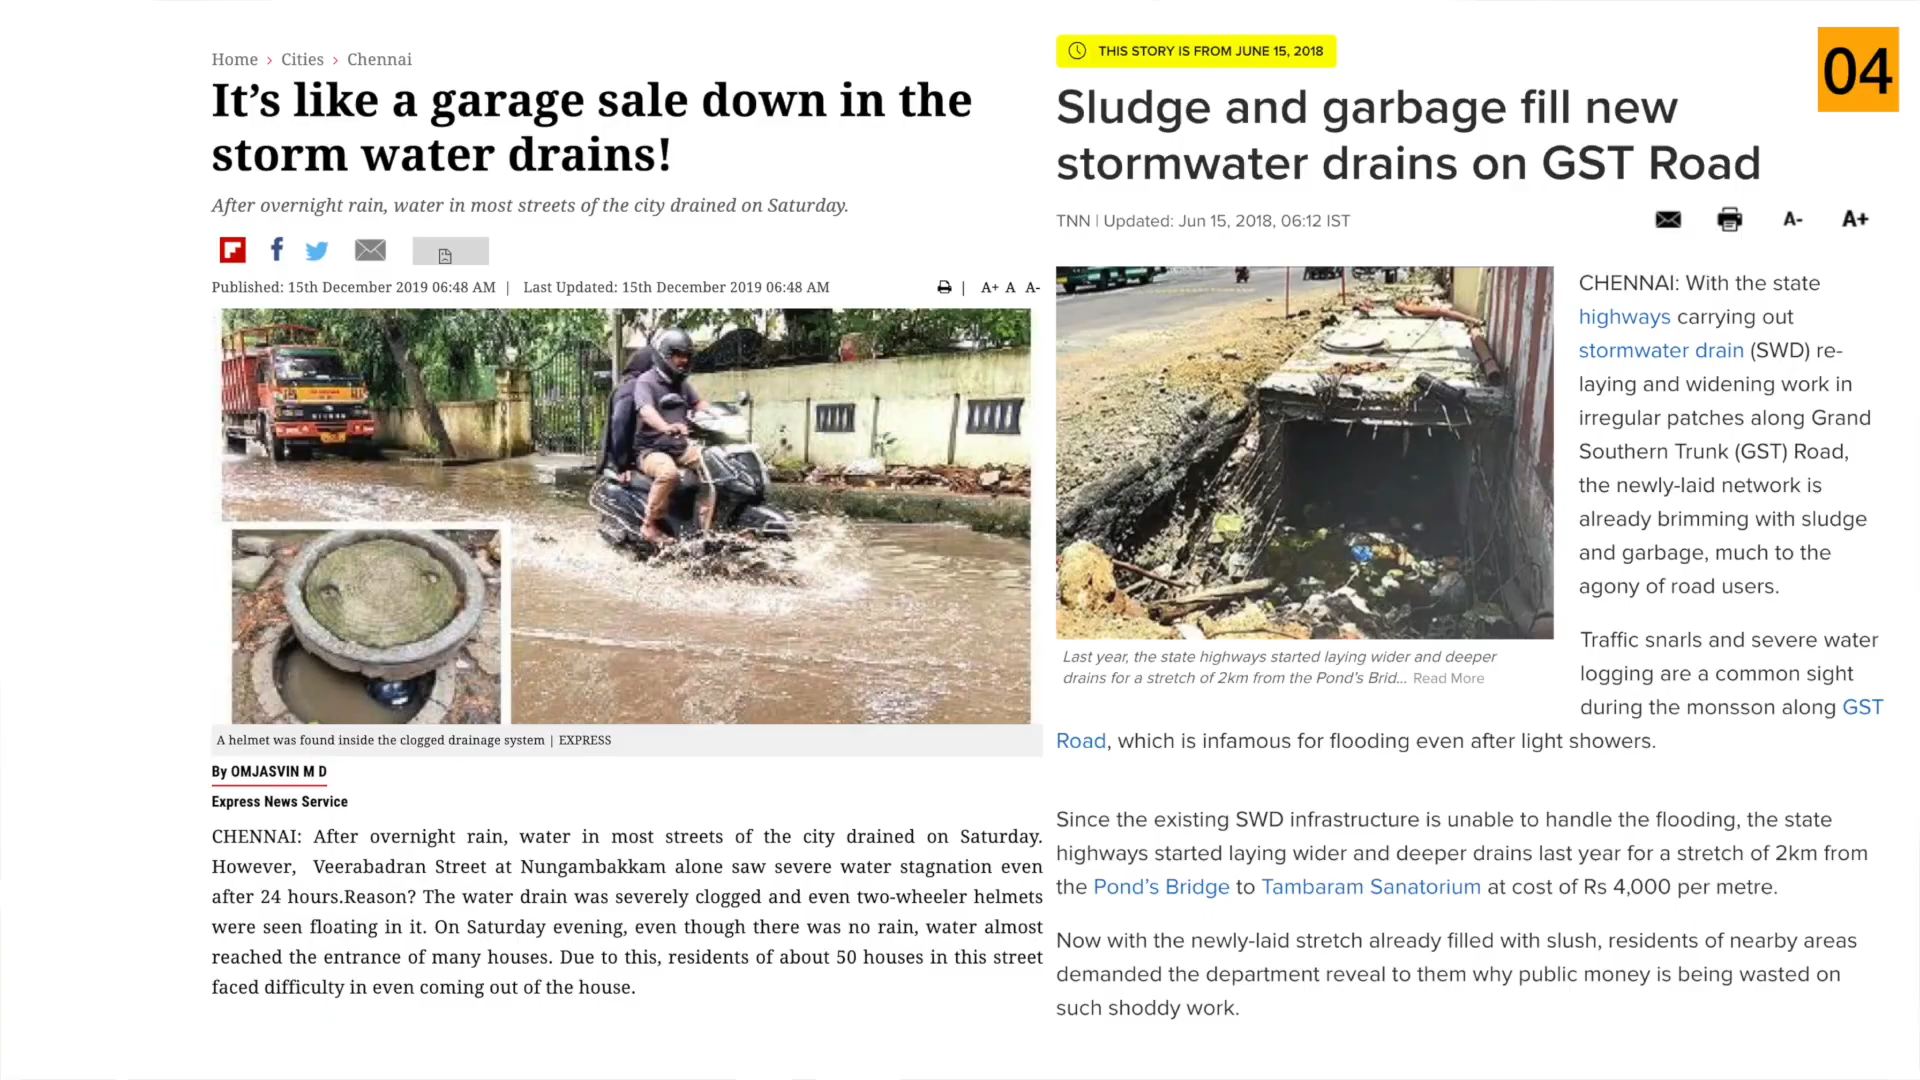 Home > Cities > Chennai
It's like a garage sale down in the
storm water drains!
After overnight rain, water in most streets of the city drained on Saturday.
Published: 15th December 2019 06:48 AM | Last Updated: 15th December 2019 06:48 AM | A+ A A-
A helmet was found inside the clogged drainage system | EXPRESS
By OMJASVIN M D
Express News Service
CHENNAI: After overnight rain, water in most streets of the city drained on Saturday.
However, Veerabadran Street at Nungambakkam alone saw severe water stagnation even
after 24 hours.Reason? The water drain was severely clogged and even two-wheeler helmets
were seen floating in it. On Saturday evening, even though there was no rain, water almost
reached the entrance of many houses. Due to this, residents of about 50 houses in this street
faced difficulty in even coming out of the house.
THIS STORY IS FROM JUNE 15, 2018
04
Sludge and garbage fill new
stormwater drains on GST Road
TNN | Updated: Jun 15, 2018, 06:12 IST
A- A+
Last year, the state highways started laying wider and deeper
drains for a stretch of 2km from the Pond's Brid... Read More
CHENNAI: With the state
highways carrying out
stormwater drain (SWD) re-
laying and widening work in
irregular patches along Grand
Southern Trunk (GST) Road,
the newly-laid network is
already brimming with sludge
and garbage, much to the
agony of road users.
Traffic snarls and severe water
logging are a common sight
during the monsson along GST
Road, which is infamous for flooding even after light showers.
Since the existing SWD infrastructure is unable to handle the flooding, the state
highways started laying wider and deeper drains last year for a stretch of 2km from
the Pond's Bridge to Tambaram Sanatorium at cost of Rs 4,000 per metre.
Now with the newly-laid stretch already filled with slush, residents of nearby areas
demanded the department reveal to them why public money is being wasted on
such shoddy work.